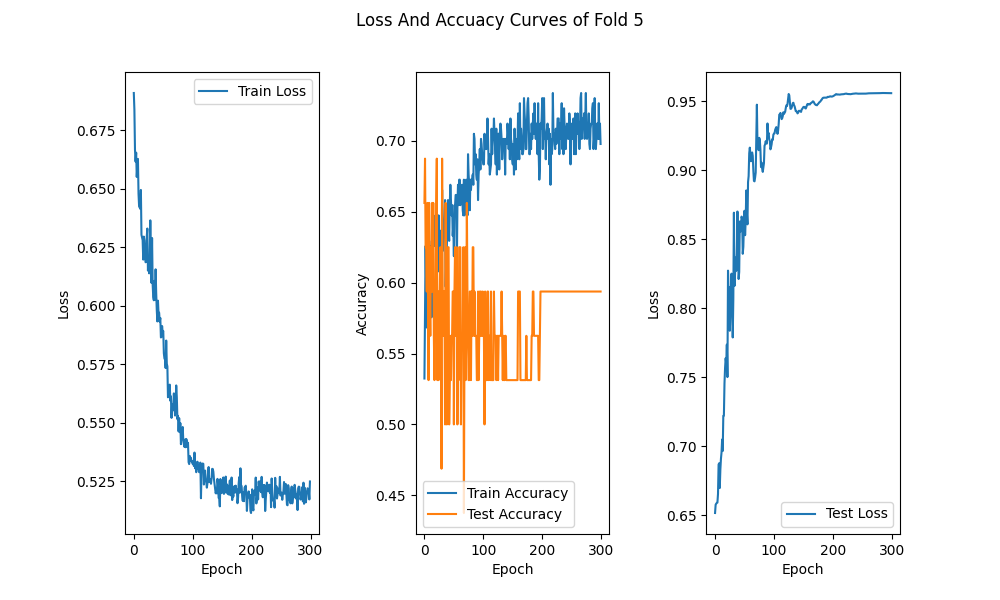 Loss And Accuacy Curves of Fold 5
Train Loss
0.675
0.650
0.625
0.600
0.575
0.550
0.525
Loss
0
100
200
300
Epoch
0.70
0.65
0.60
0.55
0.50
0.45
Accuracy
Train Accuracy
Test Accuracy
0
100
200
300
Epoch
0.95
0.90
0.85
0.80
0.75
0.70
0.65
Loss
Test Loss
0
100
200
300
Epoch